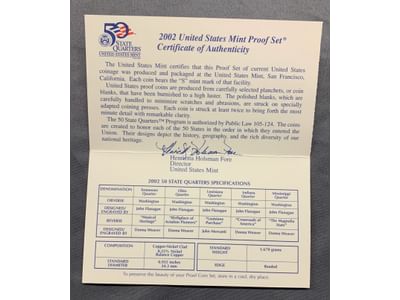 50
STATE
QUARTERS
UNITED STATES MINT
2002 United States Mint Proof Set®
Certificate of Authenticity
The United States Mint certifies that this Proof Set of current United States
coinage was produced and packaged at the United States Mint, San Francisco,
California. Each coin bears the "S" mint mark of that facility.
United States proof coins are produced from carefully selected planchets, or coin
blanks, that have been burnished to a high luster. The polished blanks, which are
carefully handled to minimize scratches and abrasions, are struck on specially
adapted coining presses. Each coin is struck at least twice to bring forth the most
minute detail with remarkable clarity.
The 50 State Quarters™ Program is authorized by Public Law 105-124. The coins
are created to honor each of the 50 States in the order in which they entered the
Union. Their designs depict the history, geography, and the rich diversity of our
national heritage.
Henrietta Holsman Fore
Director
United States Mint
2002 50 STATE QUARTERS SPECIFICATIONS
DENOMINATION Tennessee Quarter Ohio Quarter Louisiana Quarter Indiana Quarter Mississippi Quarter
OBVERSE Washington Washington Washington Washington Washington
DESIGNED/ENGRAVED BY John Flanagan John Flanagan John Flanagan John Flanagan John Flanagan
REVERSE "Musical Heritage" "Birthplace of Aviation Pioneers" "Louisiana Purchase" "Crossroads of America" "The Magnolia State"
DESIGNED/ENGRAVED BY Donna Weaver Donna Weaver John Mercanti Donna Weaver Donna Weaver
COMPOSITION Copper-Nickel Clad 8.33% Nickel Balance Copper STANDARD WEIGHT 5.670 grams
STANDARD DIAMETER 0.955 inches 24.3 mm EDGE Reeded
To preserve the beauty of your Proof Coin Set, store in a cool, dry place.